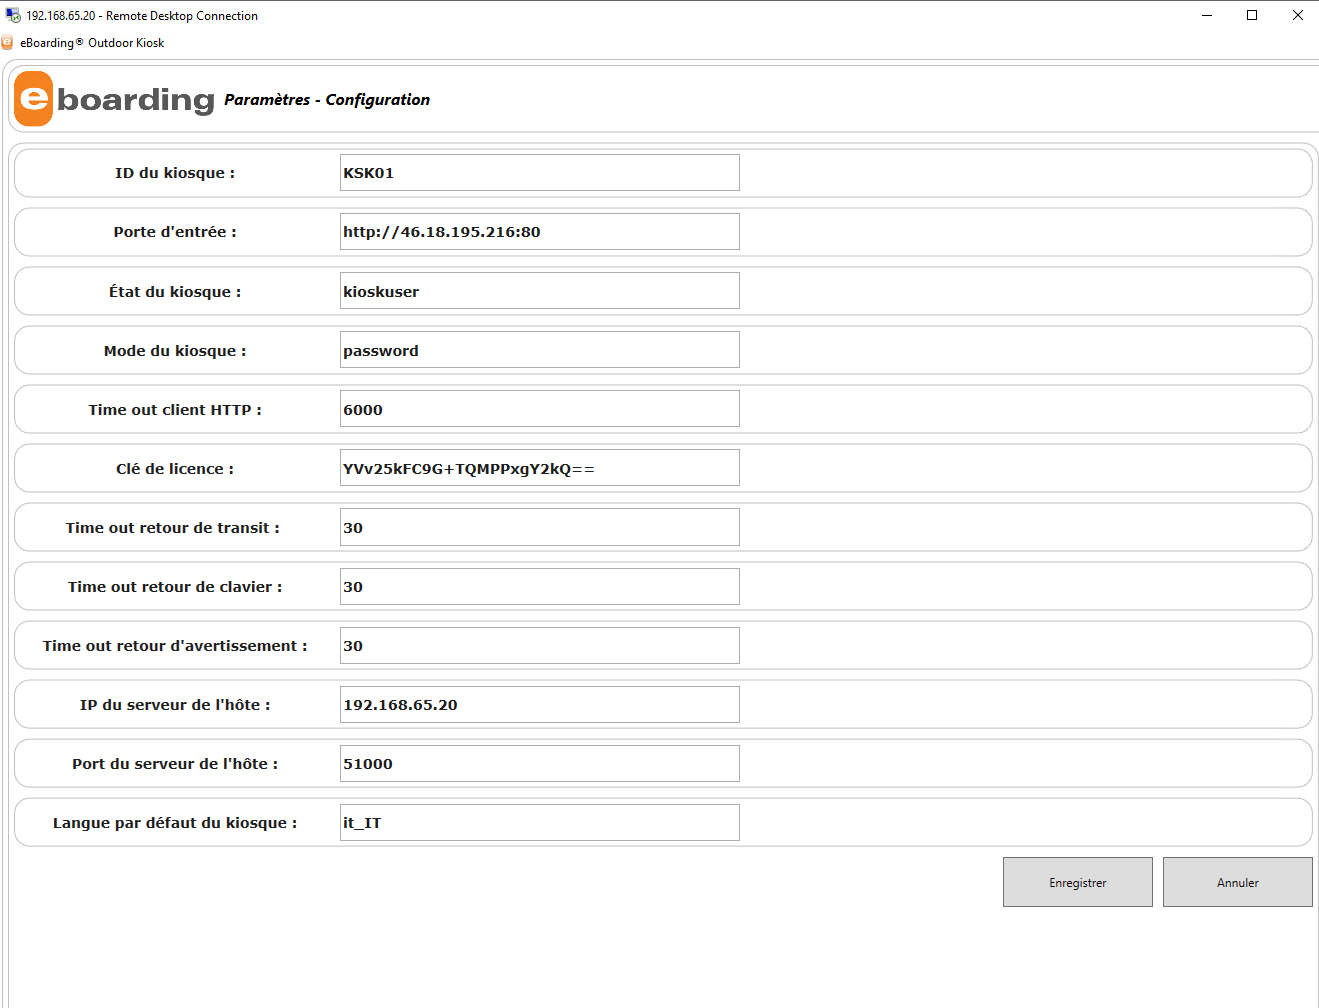 192.168.65.20 - Remote Desktop Connection
eBoarding® Outdoor Kiosk
eboarding Paramètres - Configuration
ID du kiosque : KSK01
Porte d'entrée : http://46.18.195.216:80
État du kiosque : kioskuser
Mode du kiosque : password
Time out client HTTP : 6000
Clé de licence : YVv25kFC9G+TQMPPxgY2kQ==
Time out retour de transit : 30
Time out retour de clavier : 30
Time out retour d'avertissement : 30
IP du serveur de l'hôte : 192.168.65.20
Port du serveur de l'hôte : 51000
Langue par défaut du kiosque : it_IT
Enregistrer Annuler